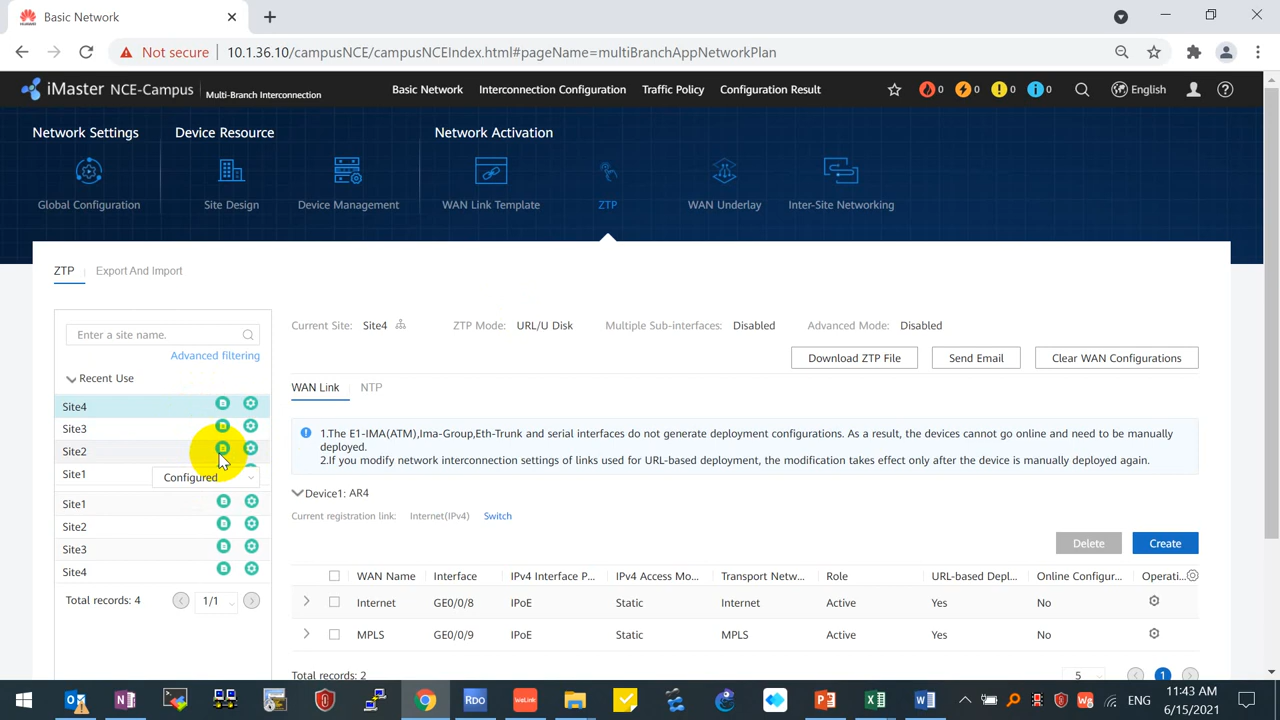 Basic Network
Not secure
10.1.36.10/campusNCE/campusNCEIndex.html#pageName=multiBranchAppNetworkPlan
iMaster NCE-Campus
Multi-Branch Interconnection
Basic Network
Interconnection Configuration
Traffic Policy
Configuration Result
0
0
0
0
English
Network Settings
Device Resource
Network Activation
Global Configuration
Site Design
Device Management
WAN Link Template
ZTP
WAN Underlay
Inter-Site Networking
ZTP
Export And Import
Enter a site name.
Advanced filtering
Recent Use
Site4
Site3
Site2
Site1
Configured
Site1
Site2
Site3
Site4
Total records: 4
1/1
Current Site: Site4
ZTP Mode: URL/U Disk
Multiple Sub-interfaces: Disabled
Advanced Mode: Disabled
Download ZTP File
Send Email
Clear WAN Configurations
WAN Link
NTP
1.The E1-IMA(ATM),Ima-Group,Eth-Trunk and serial interfaces do not generate deployment configurations. As a result, the devices cannot go online and need to be manually
deployed.
2.If you modify network interconnection settings of links used for URL-based deployment, the modification takes effect only after the device is manually deployed again.
Device1: AR4
Current registration link: Internet(IPv4) Switch
Delete
Create
WAN Name Interface IPv4 Interface P... IPv4 Access Mo... Transport Netw... Role URL-based Depl... Online Configur... Operati...
Internet GE0/0/8 IPoE Static Internet Active Yes No
MPLS GE0/0/9 IPoE Static MPLS Active Yes No
Total records: 2
5
1
RDO
WeLink
ENG
11:43 AM
6/15/2021